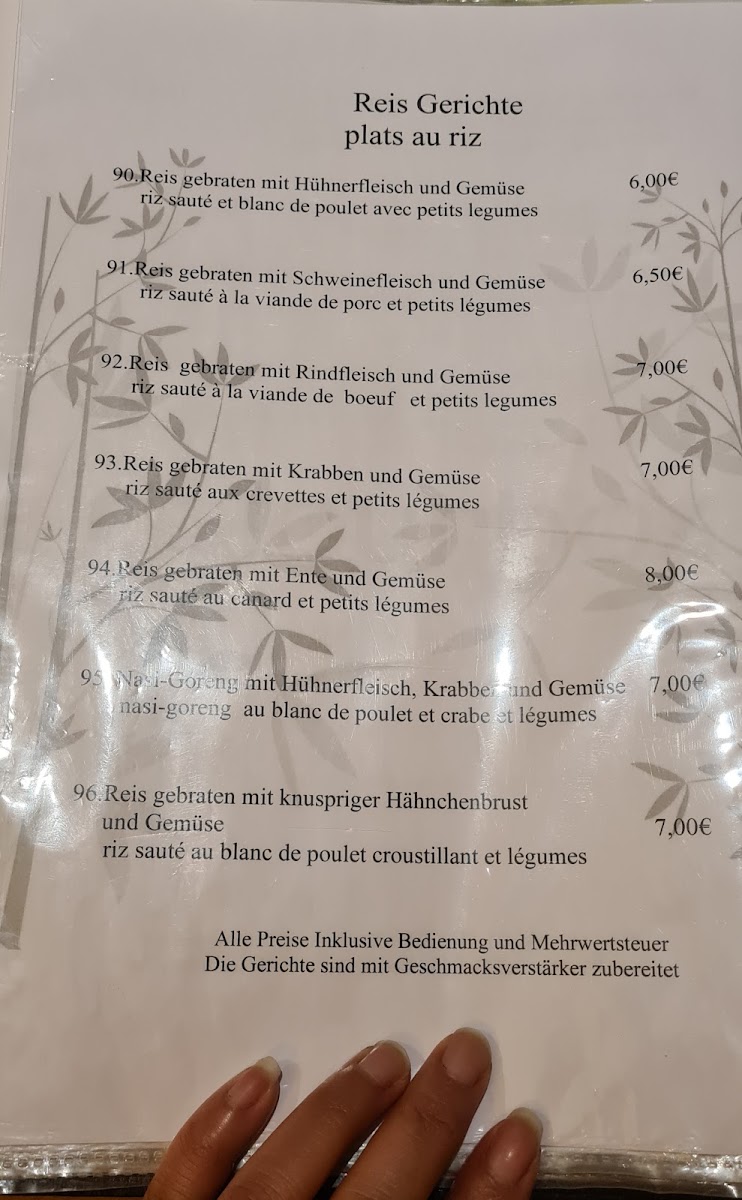 Reis Gerichte
plats au riz
90.Reis gebraten mit Hühnerfleisch und Gemüse 6,00€
riz sauté et blanc de poulet avec petits legumes
91.Reis gebraten mit Schweinefleisch und Gemüse 6,50€
riz sauté à la viande de porc et petits légumes
92.Reis gebraten mit Rindfleisch und Gemüse 7,00€
riz sauté à la viande de boeuf et petits legumes
93.Reis gebraten mit Krabben und Gemüse 7,00€
riz sauté aux crevettes et petits légumes
94.Reis gebraten mit Ente und Gemüse 8,00€
riz sauté au canard et petits légumes
95.Nasi-Goreng mit Hühnerfleisch, Krabben und Gemüse 7,00€
nasi-goreng au blanc de poulet et crabe et légumes
96.Reis gebraten mit knuspriger Hähnchenbrust
und Gemüse 7,00€
riz sauté au blanc de poulet croustillant et légumes
Alle Preise Inklusive Bedienung und Mehrwertsteuer
Die Gerichte sind mit Geschmacksverstärker zubereitet